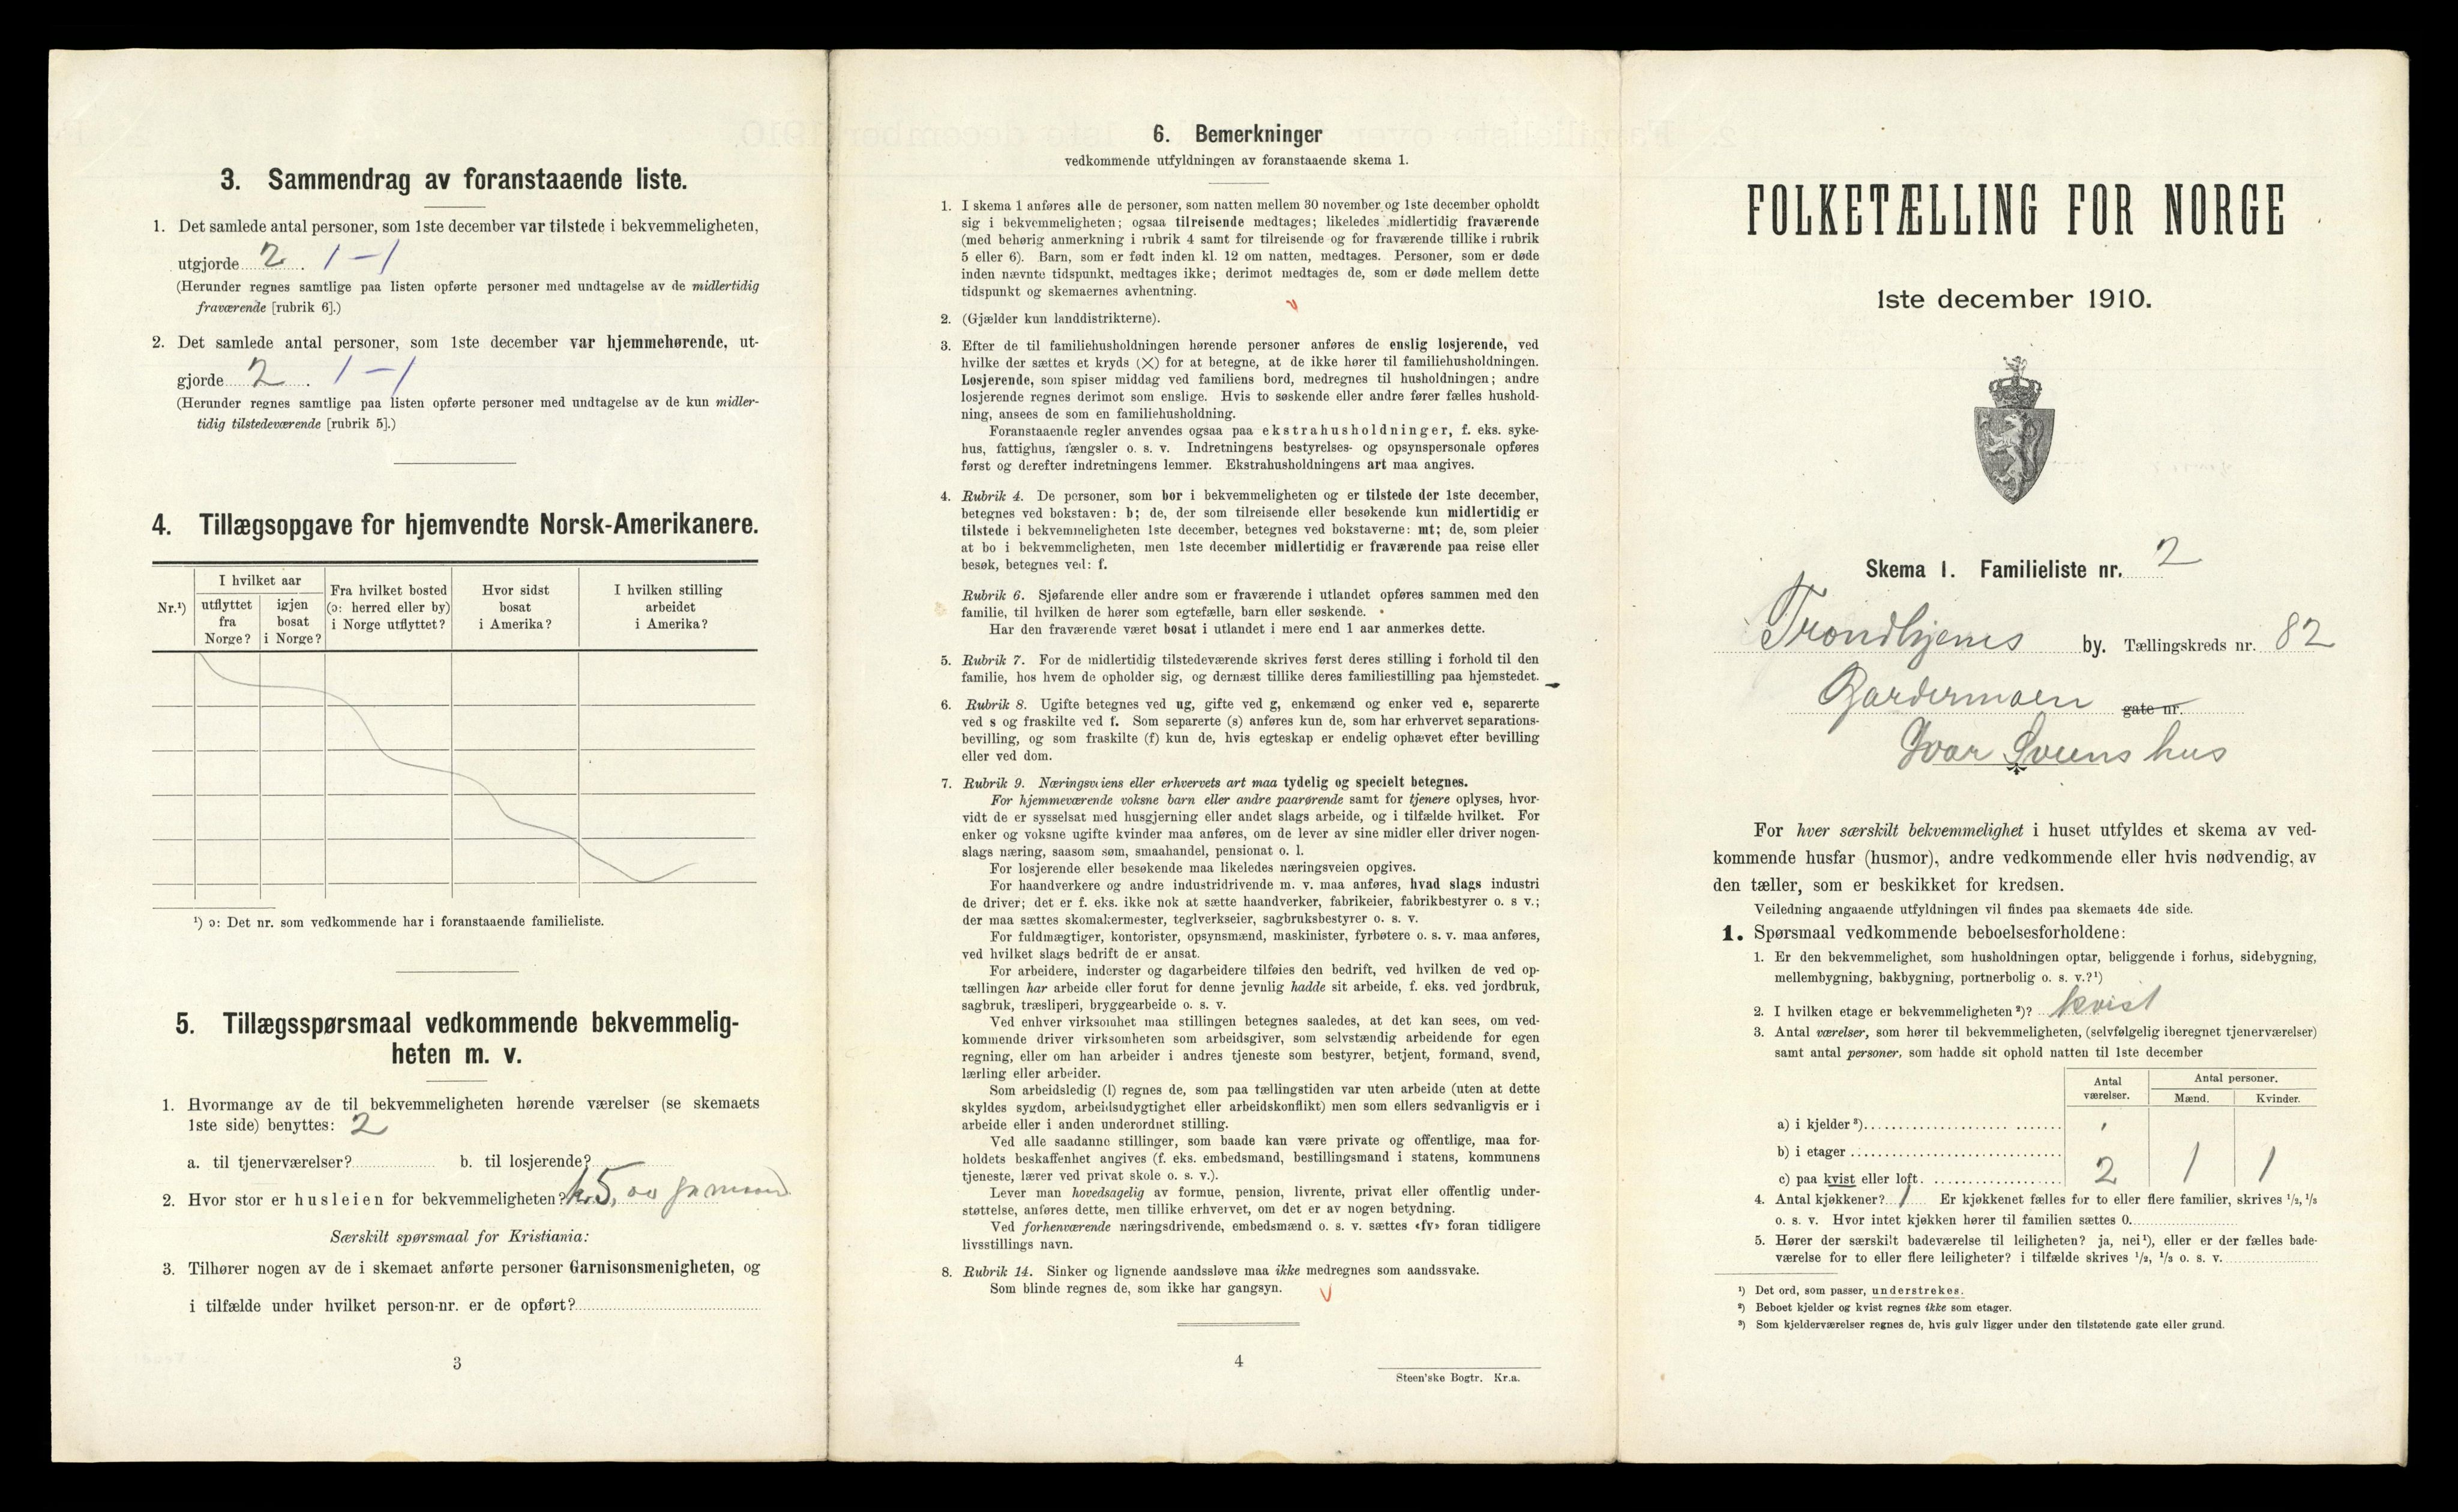 3. Sammendrag av foranstaaende liste.
1. Det samlede antal personer, som 1ste december var tilstede i bekvemmeligheten,
utgjorde 2 . 1 – 1
(Herunder regnes samtlige paa listen opførte personer med undtagelse av de midlertidig
fraværende [rubrik 6].)
2. Det samlede antal personer, som 1ste december var hjemmehørende, ut-
gjorde 2 . 1 – 1
(Herunder regnes samtlige paa listen opførte personer med undtagelse av de kun midler-
tidig tilstedeværende [rubrik 5].)
4. Tillægsopgave for hjemvendte Norsk-Amerikanere.
Nr.¹)
I hvilket aar
utflyttet
fra
Norge?
igjen
bosat
i Norge?
Fra hvilket bosted
(ɔ: herred eller by)
i Norge utflyttet?
Hvor sidst
bosat
i Amerika?
I hvilken stilling
arbeidet
i Amerika?
¹) ɔ: Det nr. som vedkommende har i foranstaaende familieliste.
5. Tillægsspørsmaal vedkommende bekvemmelig-
heten m. v.
1. Hvormange av de til bekvemmeligheten hørende værelser (se skemaets
1ste side) benyttes: 2
a. til tjenerværelser? b. til losjerende?
2. Hvor stor er husleien for bekvemmeligheten? kr. 5,00
Særskilt spørsmaal for Kristiania:
3. Tilhører nogen av de i skemaet anførte personer Garnisonsmenigheten, og
i tilfælde under hvilket person-nr. er de opført?
3
6. Bemerkninger
vedkommende utfyldningen av foranstaaende skema 1.
1. I skema 1 anføres alle de personer, som natten mellem 30 november og 1ste december opholdt
sig i bekvemmeligheten; ogsaa tilreisende medtages; likeledes midlertidig fraværende
(med behørig anmerkning i rubrik 4 samt for tilreisende og for fraværende tillike i rubrik
5 eller 6). Barn, som er født inden kl. 12 om natten, medtages. Personer, som er døde
inden nævnte tidspunkt, medtages ikke; derimot medtages de, som er døde mellem dette
tidspunkt og skemaernes avhentning.
2. (Gjælder kun landdistrikterne).
3. Efter de til familiehusholdningen hørende personer anføres de enslig losjerende, ved
hvilke der sættes et kryds (×) for at betegne, at de ikke hører til familiehusholdningen.
Losjerende, som spiser middag ved familiens bord, medregnes til husholdningen; andre
losjerende regnes derimot som enslige. Hvis to søskende eller andre fører fælles hushold-
ning, ansees de som en familiehusholdning.
Foranstaaende regler anvendes ogsaa paa ekstrahusholdninger, f. eks. syke-
hus, fattighus, fængsler o. s. v. Indretningens bestyrelses- og opsynspersonale opføres
først og derefter indretningens lemmer. Ekstrahusholdningens art maa angives.
4. Rubrik 4. De personer, som bor i bekvemmeligheten og er tilstede der 1ste december,
betegnes ved bokstaven: b; de, der som tilreisende eller besøkende kun midlertidig er
tilstede i bekvemmeligheten 1ste december, betegnes ved bokstaverne: mt; de, som pleier
at bo i bekvemmeligheten, men 1ste december midlertidig er fraværende paa reise eller
besøk, betegnes ved: f.
Rubrik 6. Sjøfarende eller andre som er fraværende i utlandet opføres sammen med den
familie, til hvilken de hører som egtefælle, barn eller søskende.
Har den fraværende været bosat i utlandet i mere end 1 aar anmerkes dette.
5. Rubrik 7. For de midlertidig tilstedeværende skrives først deres stilling i forhold til den
familie, hos hvem de opholder sig, og dernæst tillike deres familiestilling paa hjemstedet.
6. Rubrik 8. Ugifte betegnes ved ug, gifte ved g, enkemænd og enker ved e, separerte
ved s og fraskilte ved f. Som separerte (s) anføres kun de, som har erhvervet separations-
bevilling, og som fraskilte (f) kun de, hvis egteskap er endelig ophævet efter bevilling
eller ved dom.
7. Rubrik 9. Næringsveiens eller erhvervets art maa tydelig og specielt betegnes.
For hjemmeværende voksne barn eller andre paarørende samt for tjenere oplyses, hvor-
vidt de er sysselsat med husgjerning eller andet slags arbeide, og i tilfælde hvilket. For
enker og voksne ugifte kvinder maa anføres, om de lever av sine midler eller driver nogen-
slags næring, saasom søm, smaahandel, pensionat o. l.
For losjerende eller besøkende maa likeledes næringsveien opgives.
For haandverkere og andre industridrivende m. v. maa anføres, hvad slags industri
de driver; det er f. eks. ikke nok at sætte haandverker, fabrikeier, fabrikbestyrer o. s v.;
der maa sættes skomakermester, teglverkseier, sagbruksbestyrer o. s. v.
For fuldmægtiger, kontorister, opsynsmænd, maskinister, fyrbøtere o. s. v. maa anføres,
ved hvilket slags bedrift de er ansat.
For arbeidere, inderster og dagarbeidere tilføies den bedrift, ved hvilken de ved op-
tællingen har arbeide eller forut for denne jevnlig hadde sit arbeide, f. eks. ved jordbruk,
sagbruk, træsliperi, bryggearbeide o. s. v.
Ved enhver virksomhet maa stillingen betegnes saaledes, at det kan sees, om ved-
kommende driver virksomheten som arbeidsgiver, som selvstændig arbeidende for egen
regning, eller om han arbeider i andres tjeneste som bestyrer, betjent, formand, svend,
lærling eller arbeider.
Som arbeidsledig (l) regnes de, som paa tællingstiden var uten arbeide (uten at dette
skyldes sygdom, arbeidsudygtighet eller arbeidskonflikt) men som ellers sedvanligvis er i
arbeide eller i anden underordnet stilling.
Ved alle saadanne stillinger, som baade kan være private og offentlige, maa for-
holdets beskaffenhet angives (f. eks. embedsmand, bestillingsmand i statens, kommunens
tjeneste, lærer ved privat skole o. s. v.).
Lever man hovedsagelig av formue, pension, livrente, privat eller offentlig under-
støttelse, anføres dette, men tillike erhvervet, om det er av nogen betydning.
Ved forhenværende næringsdrivende, embedsmænd o. s. v. sættes «fv» foran tidligere
livsstillings navn.
8. Rubrik 14. Sinker og lignende aandssløve maa ikke medregnes som aandssvake.
Som blinde regnes de, som ikke har gangsyn.
4
Steen'ske Bogtr. Kr.a.
FOLKETÆLLING FOR NORGE
1ste december 1910.
Skema 1. Familieliste nr. 2
Trondhjems by. Tællingskreds nr. 82
Gardermoen gate nr.
Ivar Sveens hus
For hver særskilt bekvemmelighet i huset utfyldes et skema av ved-
kommende husfar (husmor), andre vedkommende eller hvis nødvendig, av
den tæller, som er beskikket for kredsen.
Veiledning angaaende utfyldningen vil findes paa skemaets 4de side.
1. Spørsmaal vedkommende beboelsesforholdene:
1. Er den bekvemmelighet, som husholdningen optar, beliggende i forhus, sidebygning,
mellembygning, bakbygning, portnerbolig o. s. v.?¹)
2. I hvilken etage er bekvemmeligheten²)? kvist
3. Antal værelser, som hører til bekvemmeligheten, (selvfølgelig iberegnet tjenerværelser)
samt antal personer, som hadde sit ophold natten til 1ste december
Antal
værelser.
Antal personer.
Mænd. Kvinder.
a) i kjelder³)
b) i etager
c) paa kvist eller loft. 2 1 1
4. Antal kjøkkener? 1 Er kjøkkenet fælles for to eller flere familier, skrives ¹/₂, ¹/₃
o. s. v. Hvor intet kjøkken hører til familien sættes 0.
5. Hører der særskilt badeværelse til leiligheten? ja, nei¹), eller er der fælles bade-
værelse for to eller flere leiligheter? i tilfælde skrives ¹/₂, ¹/₃ o. s. v.
¹) Det ord, som passer, understrekes.
²) Beboet kjelder og kvist regnes ikke som etager.
³) Som kjelderværelser regnes de, hvis gulv ligger under den tilstøtende gate eller grund.